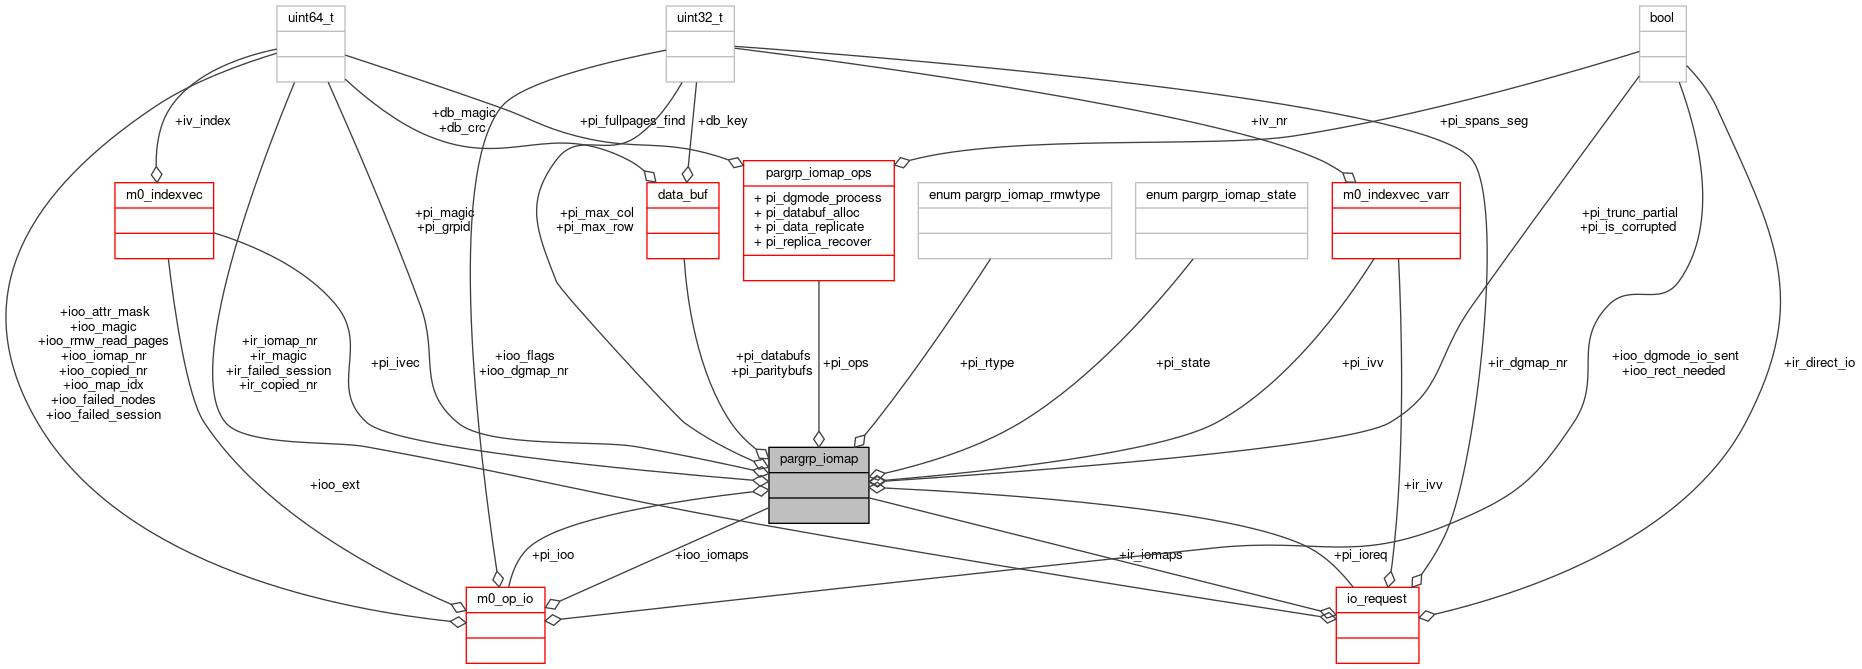 uint64_t
uint32_t
bool
+iv_index
+db_magic
+db_crc
+pi_fullpages_find
+db_key
+iv_nr
+pi_spans_seg
m0_indexvec
data_buf
pargrp_iomap_ops
+ pi_dgmode_process
+ pi_databuf_alloc
+ pi_data_replicate
+ pi_replica_recover
enum pargrp_iomap_rmwtype
enum pargrp_iomap_state
m0_indexvec_varr
+pi_magic
+pi_grpid
+pi_max_col
+pi_max_row
+pi_trunc_partial
+pi_is_corrupted
+ioo_attr_mask
+ioo_magic
+ioo_rmw_read_pages
+ioo_iomap_nr
+ioo_copied_nr
+ioo_map_idx
+ioo_failed_nodes
+ioo_failed_session
+ir_iomap_nr
+ir_magic
+ir_failed_session
+ir_copied_nr
+pi_ivec
+ioo_flags
+ioo_dgmap_nr
+pi_databufs
+pi_paritybufs
+pi_ops
+pi_rtype
+pi_state
+pi_ivv
+ir_dgmap_nr
+ioo_dgmode_io_sent
+ioo_rect_needed
+ir_direct_io
pargrp_iomap
+ioo_ext
+ir_ivv
+pi_ioo
+ioo_iomaps
+ir_iomaps
+pi_ioreq
m0_op_io
io_request